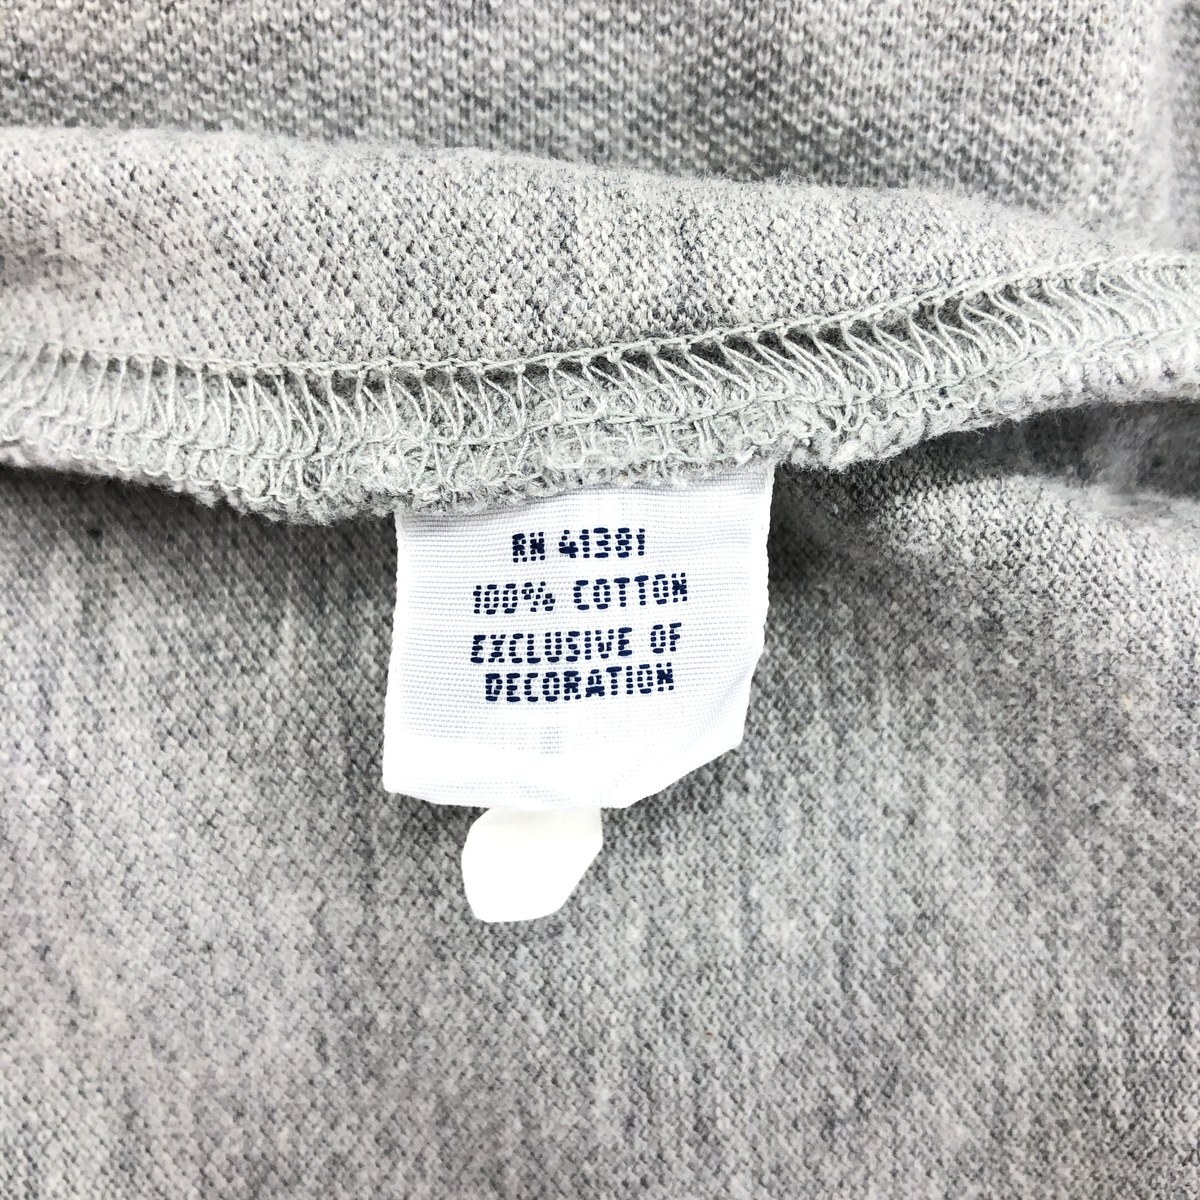 RN 41381
100% COTTON
EXCLUSIVE OF
DECORATION